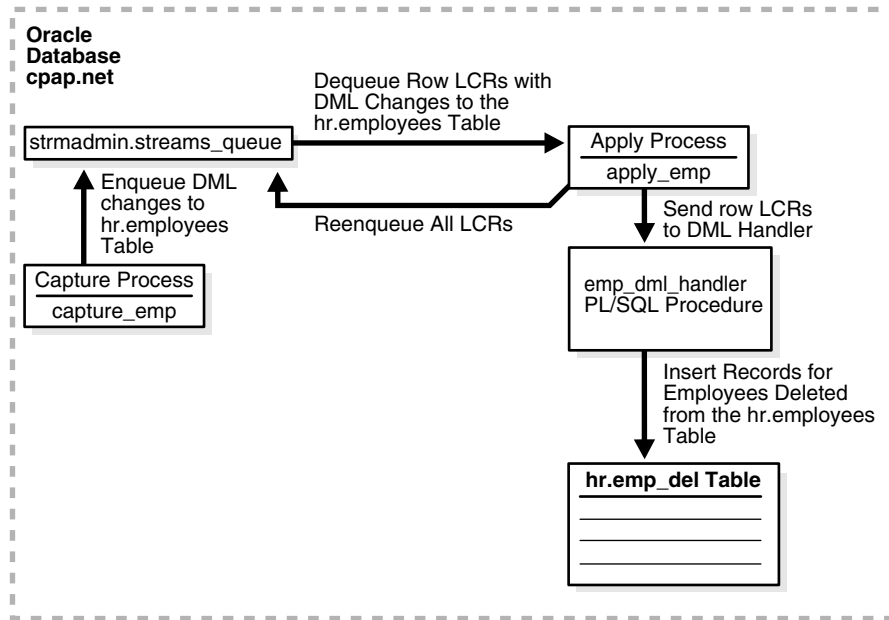 Oracle
Database
cpap.net
Dequeue Row LCRs with
DML Changes to the
hr.employees Table
strmadmin.streams_queue
Apply Process
apply_emp
Enqueue DML
changes to
hr.employees
Table
Reenqueue All LCRs
Send row LCRs
to DML Handler
Capture Process
capture_emp
emp_dml_handler
PL/SQL Procedure
Insert Records for
Employees Deleted
from the hr.employees
Table
hr.emp_del Table